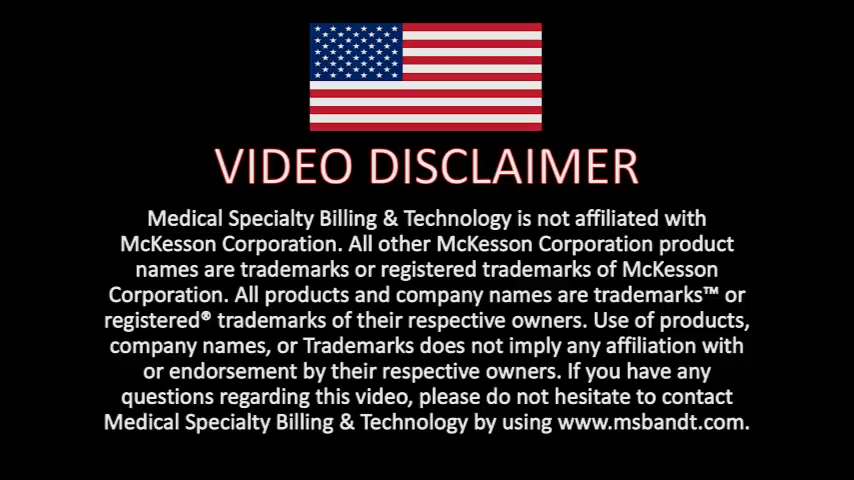 VIDEO DISCLAIMER
Medical Specialty Billing & Technology is not affiliated with
McKesson Corporation. All other McKesson Corporation product
names are trademarks or registered trademarks of McKesson
Corporation. All products and company names are trademarks™ or
registered® trademarks of their respective owners. Use of products,
company names, or Trademarks does not imply any affiliation with
or endorsement by their respective owners. If you have any
questions regarding this video, please do not hesitate to contact
Medical Specialty Billing & Technology by using www.msbandt.com.